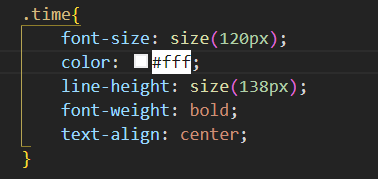 .time{
font-size: size(120px);
color: #fff;
line-height: size(138px);
font-weight: bold;
text-align: center;
}